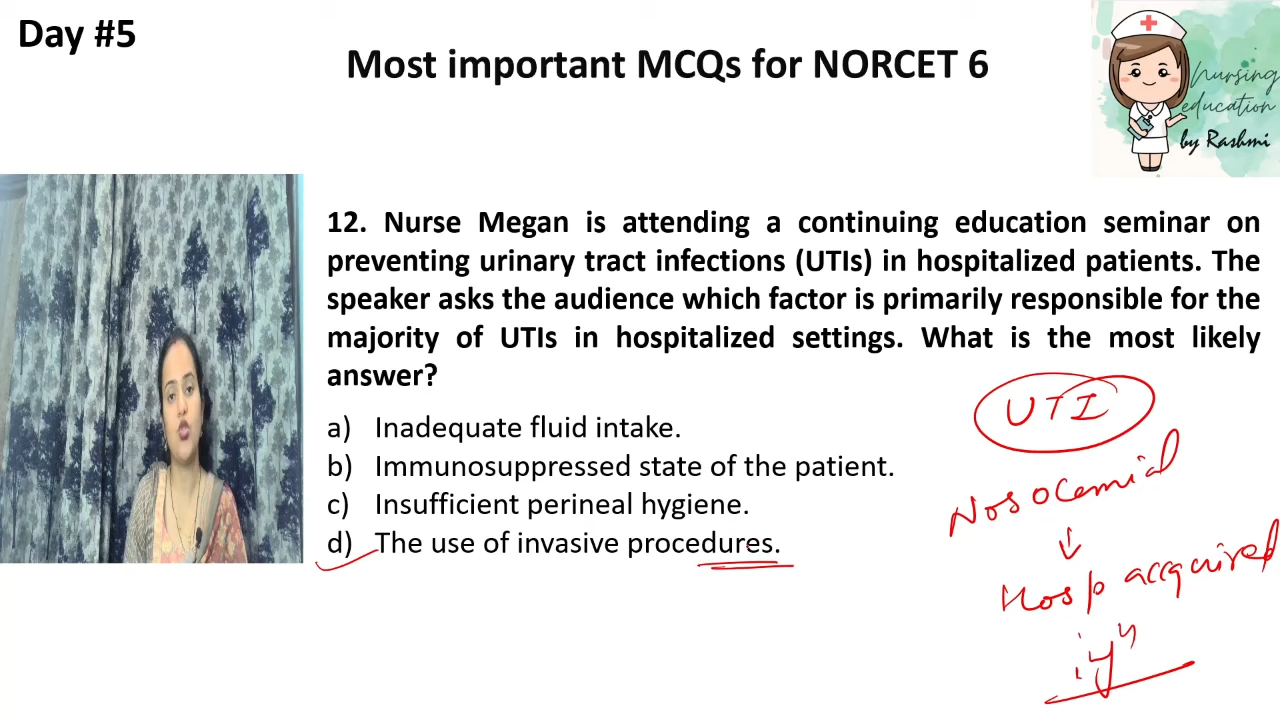 Day #5
Most important MCQs for NORCET 6
nursing
education
by Rashmi
12. Nurse Megan is attending a continuing education seminar on
preventing urinary tract infections (UTIs) in hospitalized patients. The
speaker asks the audience which factor is primarily responsible for the
majority of UTIs in hospitalized settings. What is the most likely
answer?
a) Inadequate fluid intake.
b) Immunosuppressed state of the patient.
c) Insufficient perineal hygiene.
d) The use of invasive procedures.
UTI
Nosocemial
Hosp accquired